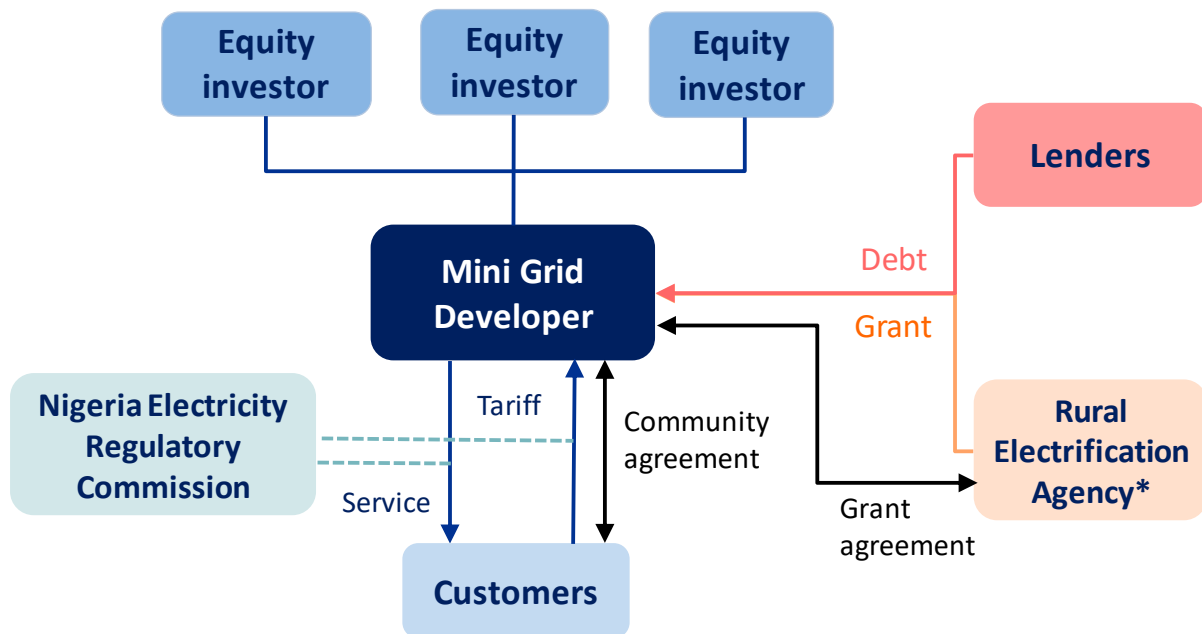 Equity
investor
Equity
investor
Equity
investor
Lenders
Mini Grid
Developer
Debt
Grant
Nigeria Electricity
Regulatory
Commission
Tariff
Community
agreement
Service
Rural
Electrification
Agency*
Grant
agreement
Customers